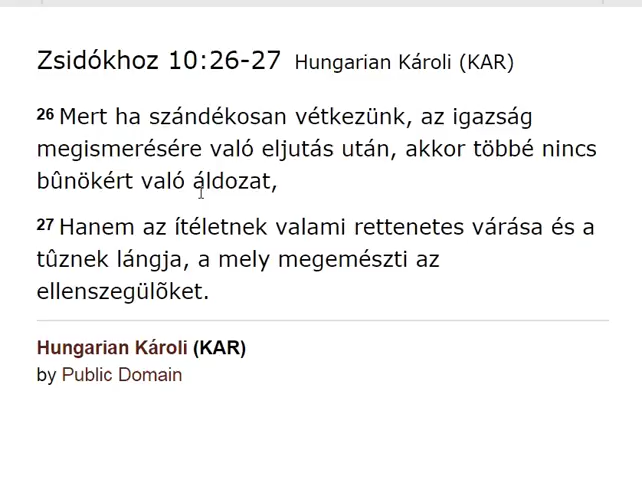 Zsidókhoz 10:26-27 Hungarian Károli (KAR)
26 Mert ha szándékosan vétkezünk, az igazság
megismerésére való eljutás után, akkor többé nincs
bûnökért való áldozat,
27 Hanem az ítéletnek valami rettenetes várása és a
tûznek lángja, a mely megemészti az
ellenszegülõket.
Hungarian Károli (KAR)
by Public Domain